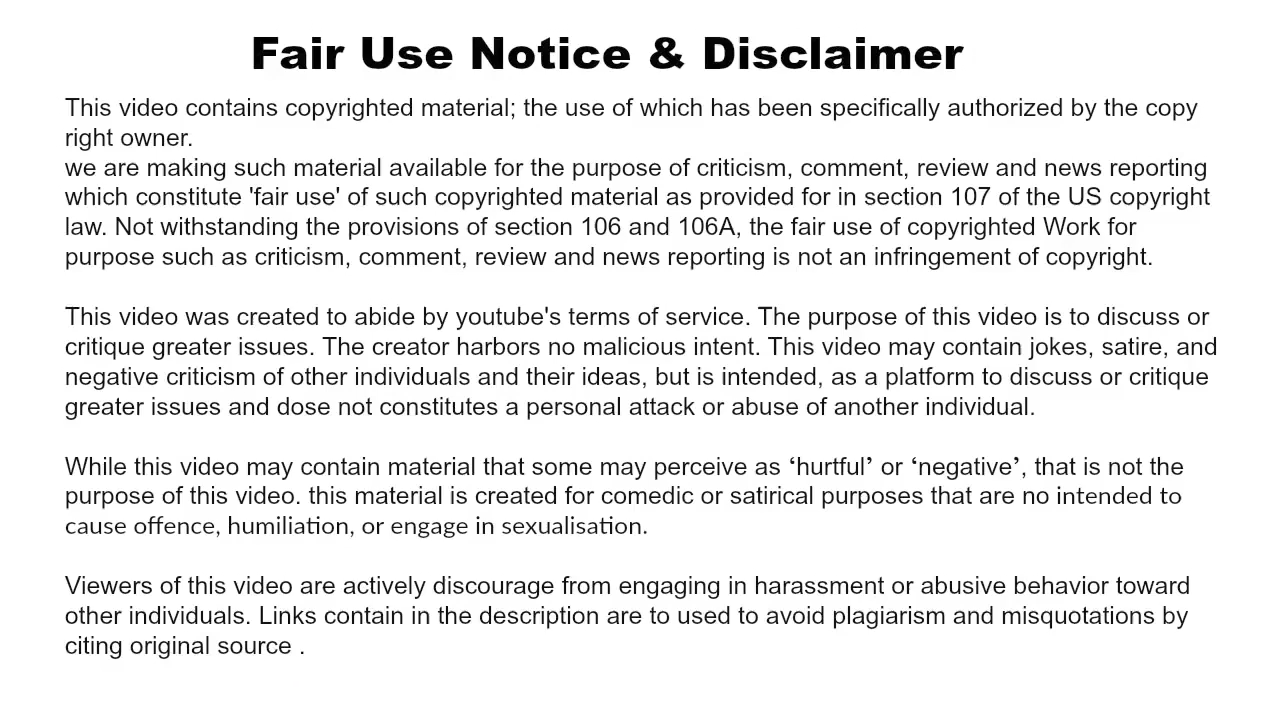 Fair Use Notice & Disclaimer
This video contains copyrighted material; the use of which has been specifically authorized by the copy
right owner.
we are making such material available for the purpose of criticism, comment, review and news reporting
which constitute 'fair use' of such copyrighted material as provided for in section 107 of the US copyright
law. Not withstanding the provisions of section 106 and 106A, the fair use of copyrighted Work for
purpose such as criticism, comment, review and news reporting is not an infringement of copyright.
This video was created to abide by youtube's terms of service. The purpose of this video is to discuss or
critique greater issues. The creator harbors no malicious intent. This video may contain jokes, satire, and
negative criticism of other individuals and their ideas, but is intended, as a platform to discuss or critique
greater issues and dose not constitutes a personal attack or abuse of another individual.
While this video may contain material that some may perceive as ‘hurtful’ or ‘negative’, that is not the
purpose of this video. this material is created for comedic or satirical purposes that are no intended to
cause offence, humiliation, or engage in sexualisation.
Viewers of this video are actively discourage from engaging in harassment or abusive behavior toward
other individuals. Links contain in the description are to used to avoid plagiarism and misquotations by
citing original source .